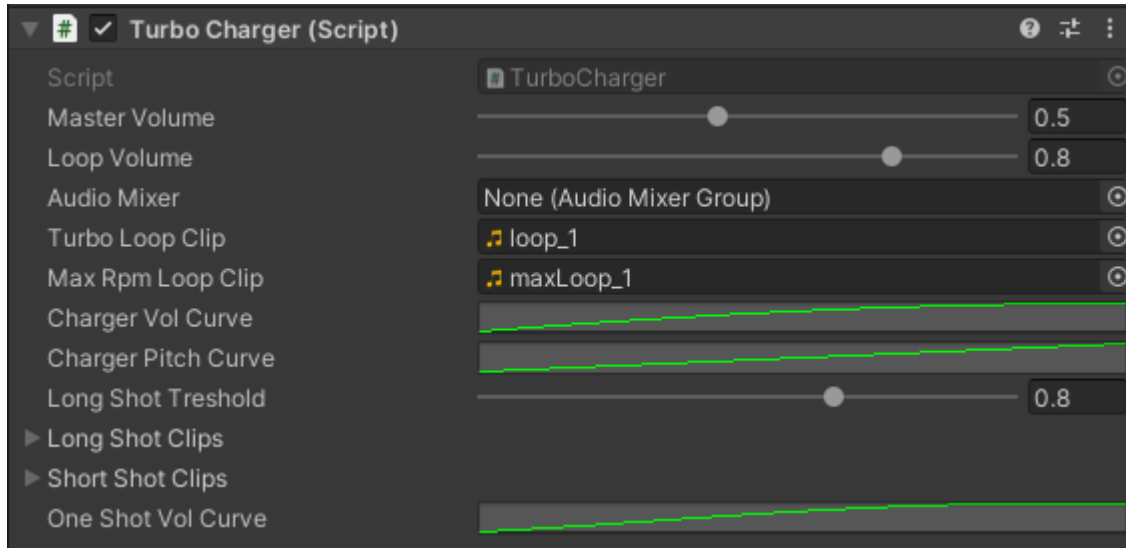 Turbo Charger (Script)
Script TurboCharger
Master Volume 0.5
Loop Volume 0.8
Audio Mixer None (Audio Mixer Group)
Turbo Loop Clip loop_1
Max Rpm Loop Clip maxLoop_1
Charger Vol Curve
Charger Pitch Curve
Long Shot Treshold 0.8
Long Shot Clips
Short Shot Clips
One Shot Vol Curve